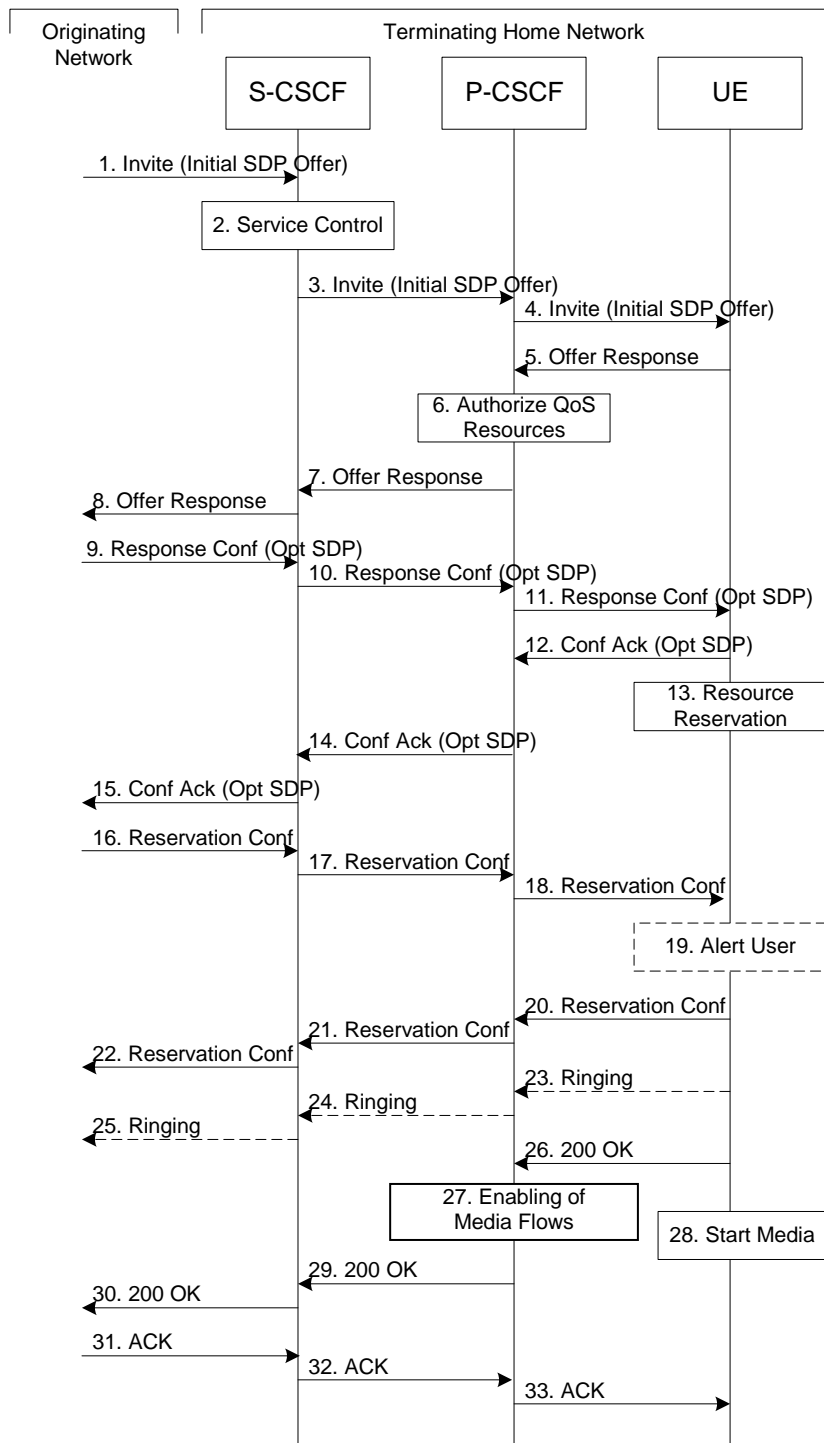 Originating
Network
Terminating Home Network
S-CSCF
P-CSCF
UE
1. Invite (Initial SDP Offer)
2. Service Control
3. Invite (Initial SDP Offer)
4. Invite (Initial SDP Offer)
5. Offer Response
6. Authorize QoS
Resources
7. Offer Response
8. Offer Response
9. Response Conf (Opt SDP)
10. Response Conf (Opt SDP)
11. Response Conf (Opt SDP)
12. Conf Ack (Opt SDP)
13. Resource
Reservation
14. Conf Ack (Opt SDP)
15. Conf Ack (Opt SDP)
16. Reservation Conf
17. Reservation Conf
18. Reservation Conf
19. Alert User
20. Reservation Conf
21. Reservation Conf
22. Reservation Conf
23. Ringing
24. Ringing
25. Ringing
26. 200 OK
27. Enabling of
Media Flows
28. Start Media
29. 200 OK
30. 200 OK
31. ACK
32. ACK
33. ACK